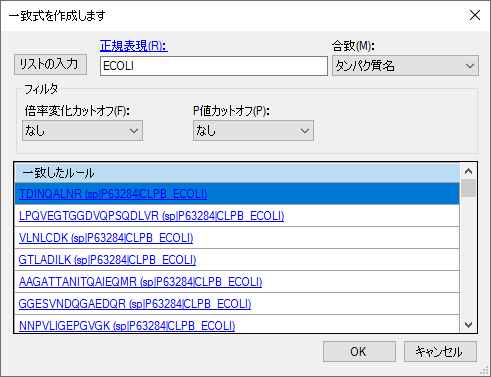 一致式を作成します
正規表現(R):
合致(M):
リストの入力
ECOLI
タンパク質名
フィルタ
倍率変化カットオフ(F):
P値カットオフ(P):
なし
なし
一致したルール
TDINQALNR (sp|P63284|CLPB_ECOLI)
LPQVEGTGGDVQPSQDLVR (sp|P63284|CLPB_ECOLI)
VLNLCDK (sp|P63284|CLPB_ECOLI)
GTLADILK (sp|P63284|CLPB_ECOLI)
AAGATTANITQAIEQMR (sp|P63284|CLPB_ECOLI)
GGESVNDQGAEDQR (sp|P63284|CLPB_ECOLI)
NNPVLIGEPGVGK (sp|P63284|CLPB_ECOLI)
OK
キャンセル